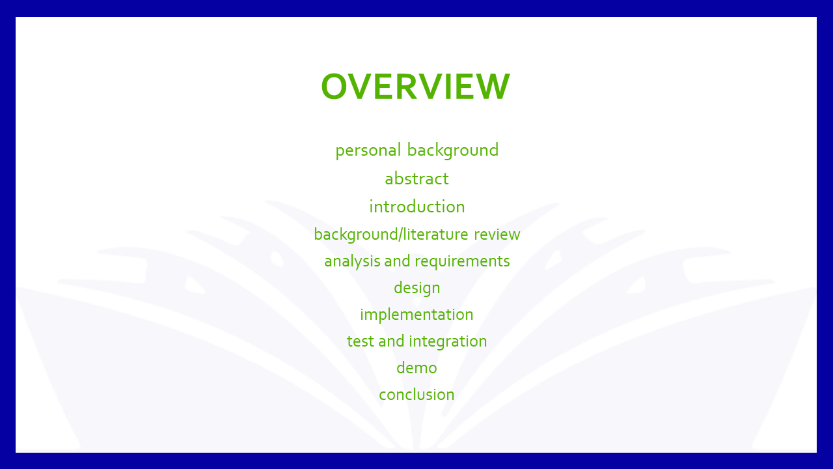 OVERVIEW
personal background
abstract
introduction
background/literature review
analysis and requirements
design
implementation
test and integration
demo
conclusion